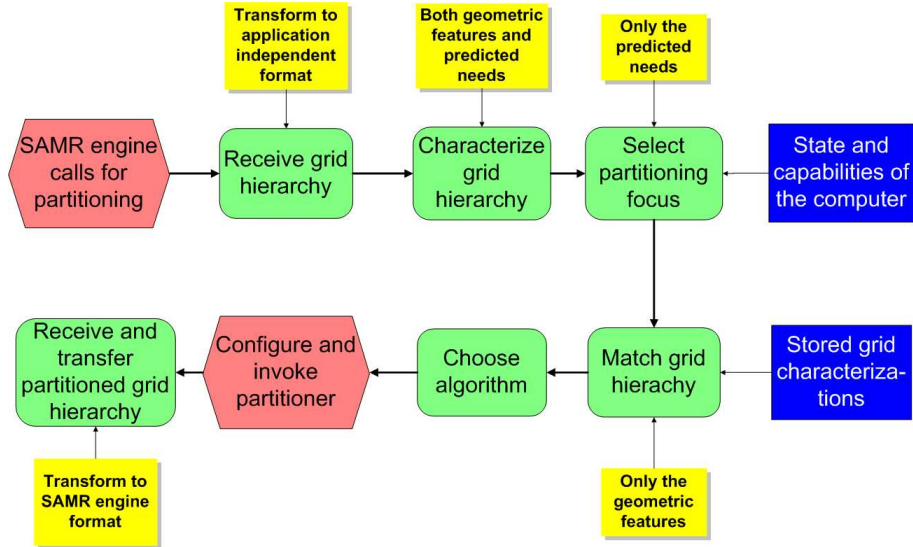 Transform to
application
independent
format
Both geometric
features and
predicted
needs
Only the
predicted
needs
SAMR engine
calls for
partitioning
Receive grid
hierarchy
Characterize
grid
hierarchy
Select
partitioning
focus
State and
capabilities of
the computer
Receive and
transfer
partitioned grid
hierarchy
Configure and
invoke
partitioner
Choose
algorithm
Match grid
hierachy
Stored grid
characteriza-
tions
Transform to
SAMR engine
format
Only the
geometric
features